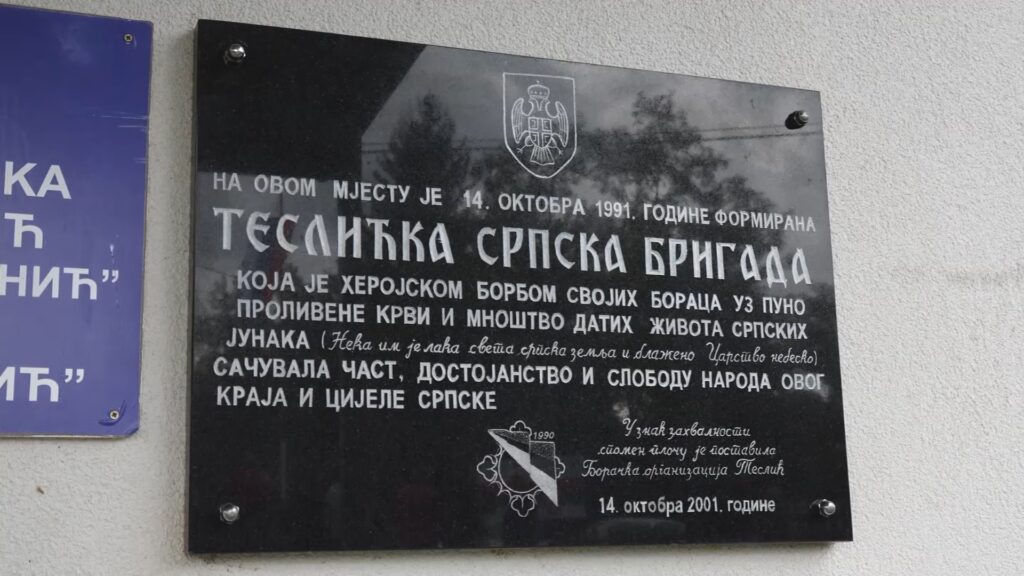 КА
Ћ
НИЋ”
ИЋ”
НА ОВОМ МЈЕСТУ ЈЕ 14. ОКТОБРА 1991. ГОДИНЕ ФОРМИРАНА
ТЕСЛИЋКА СРПСКА БРИГАДА
КОЈА ЈЕ ХЕРОЈСКОМ БОРБОМ СВОЈИХ БОРАЦА УЗ ПУНО
ПРОЛИВЕНЕ КРВИ И МНОШТВО ДАТИХ ЖИВОТА СРПСКИХ
ЈУНАКА (Нека им је лака света српска земља и блажено Царство небеско)
САЧУВАЛА ЧАСТ, ДОСТОЈАНСТВО И СЛОБОДУ НАРОДА ОВОГ
КРАЈА И ЦИЈЕЛЕ СРПСКЕ
1990
У знак захвалности
спомен плочу је поставила
Борачка организација Теслић
14. октобра 2001. године